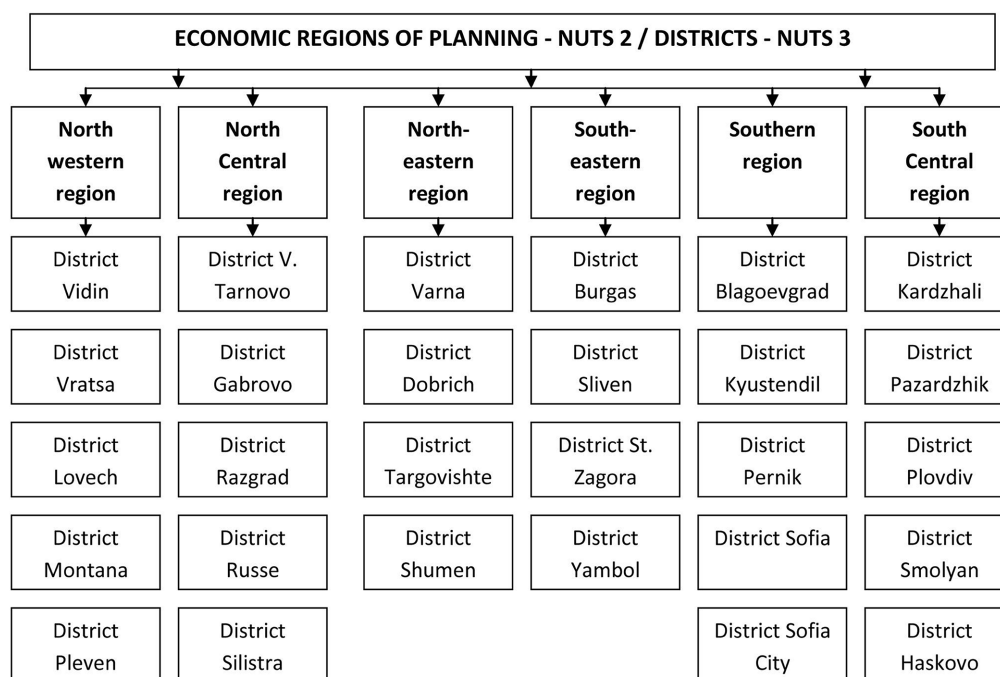 ECONOMIC REGIONS OF PLANNING - NUTS 2 / DISTRICTS - NUTS 3
North
western
region
North
Central
region
North-
eastern
region
South-
eastern
region
Southern
region
South
Central
region
District
Vidin
District V.
Tarnovo
District
Varna
District
Burgas
District
Blagoevgrad
District
Kardzhali
District
Vratsa
District
Gabrovo
District
Dobrich
District
Sliven
District
Kyustendil
District
Pazardzhik
District
Lovech
District
Razgrad
District
Targovishte
District St.
Zagora
District
Pernik
District
Plovdiv
District
Montana
District
Russe
District
Shumen
District
Yambol
District Sofia
District
Smolyan
District
Pleven
District
Silistra
District Sofia
City
District
Haskovo